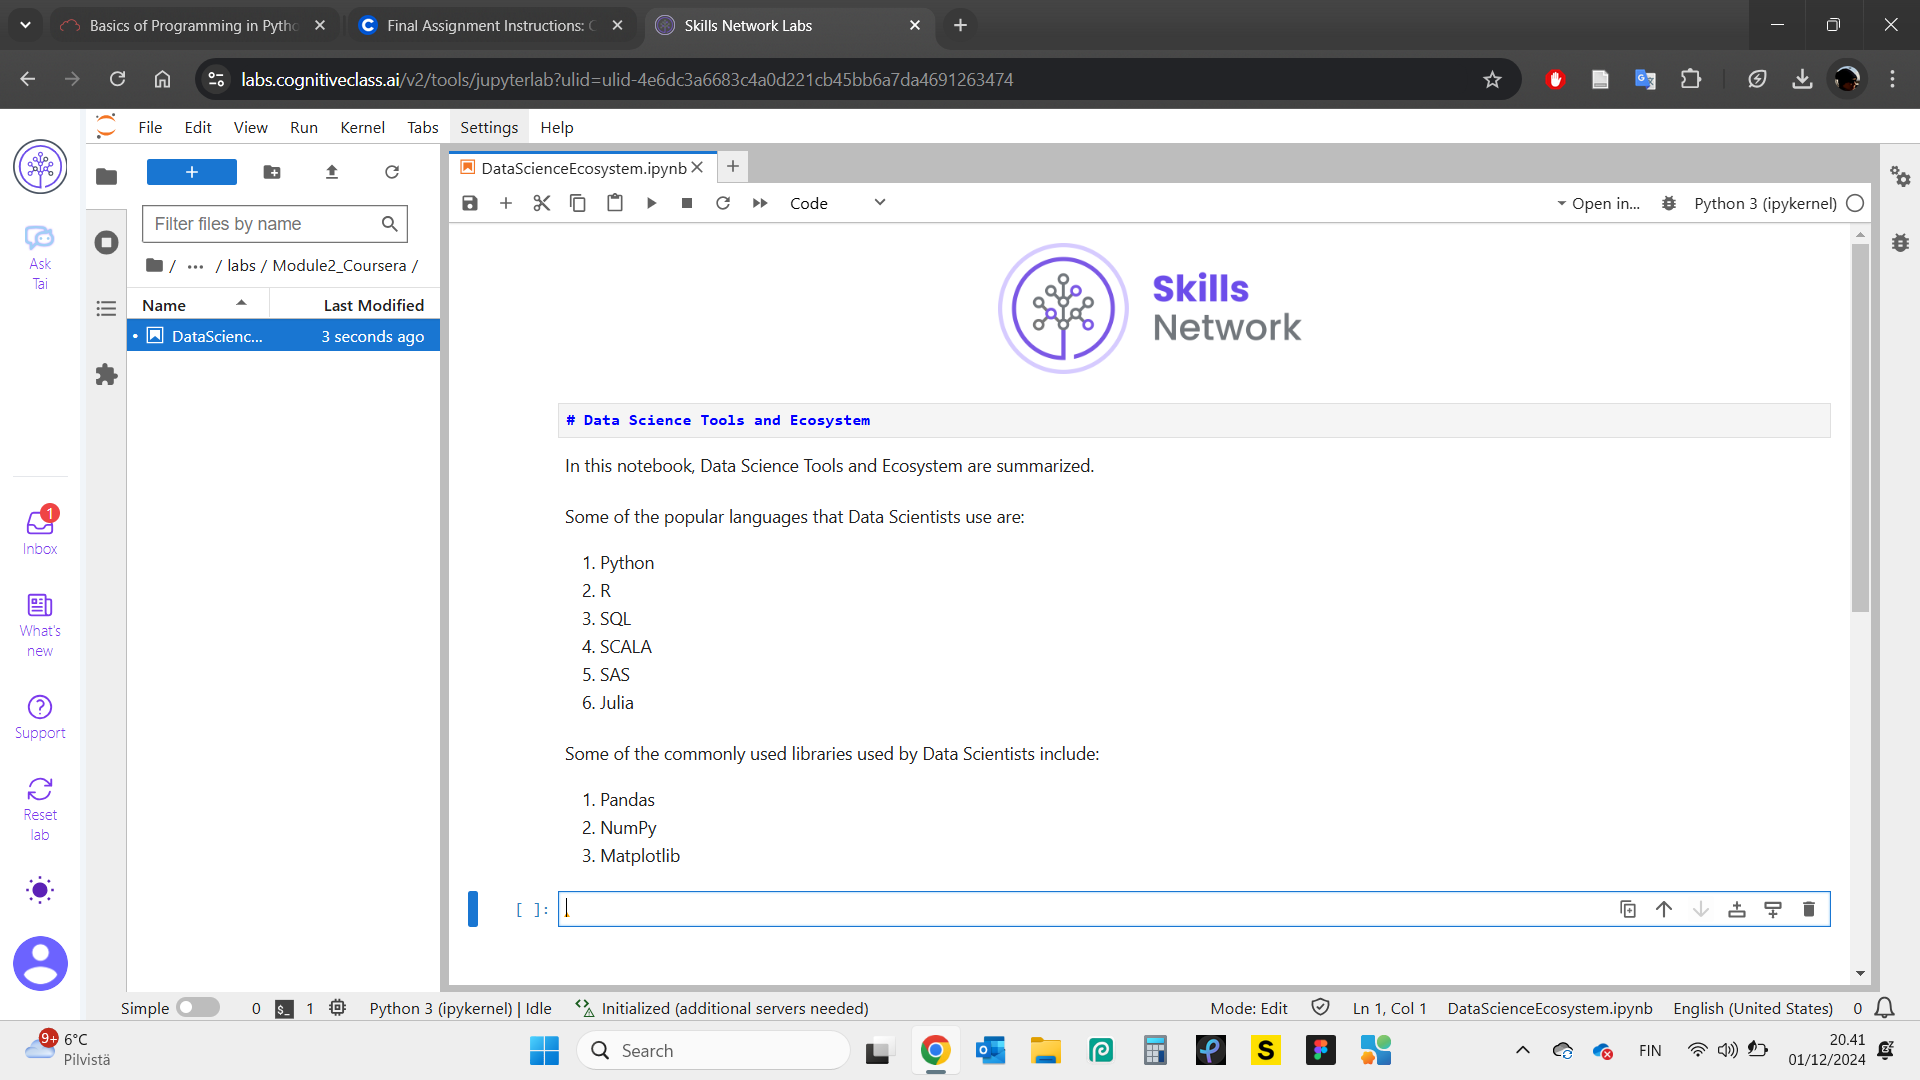 Basics of Programming in Pytho
Final Assignment Instructions: C
Skills Network Labs
labs.cognitiveclass.ai/v2/tools/jupyterlab?ulid=ulid-4e6dc3a6683c4a0d221cb45bb6a7da4691263474
File Edit View Run Kernel Tabs Settings Help
Ask
Tai
Inbox
1
What's
new
Support
Reset
lab
Filter files by name
/ ... / labs / Module2_Coursera /
Name Last Modified
• DataScienc... 3 seconds ago
DataScienceEcosystem.ipynb
Code
Open in...
Python 3 (ipykernel)
Skills
Network
# Data Science Tools and Ecosystem
In this notebook, Data Science Tools and Ecosystem are summarized.
Some of the popular languages that Data Scientists use are:
1. Python
2. R
3. SQL
4. SCALA
5. SAS
6. Julia
Some of the commonly used libraries used by Data Scientists include:
1. Pandas
2. NumPy
3. Matplotlib
[ ]:
Simple 0 $_ 1 Python 3 (ipykernel) | Idle Initialized (additional servers needed) Mode: Edit Ln 1, Col 1 DataScienceEcosystem.ipynb English (United States) 0
9+
6°C
Pilvistä
Search
S
FIN
20.41
01/12/2024